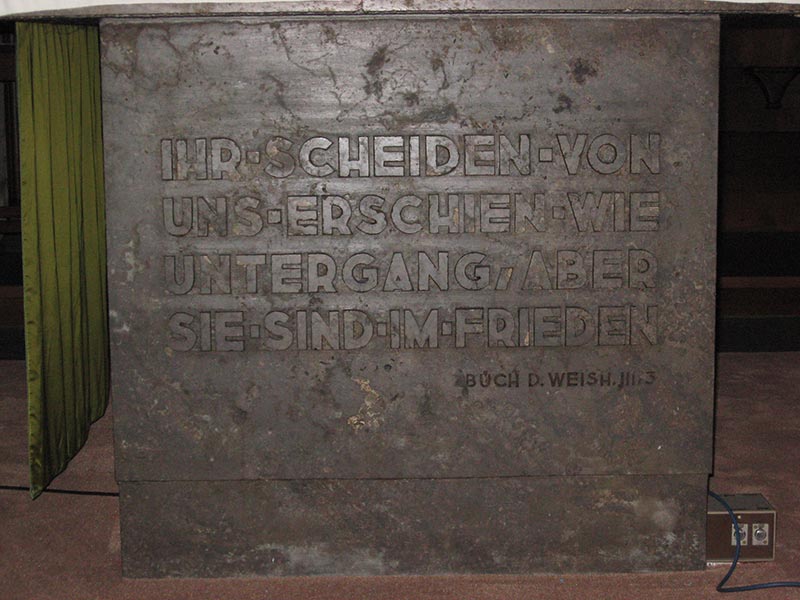 IHR·SCHEIDEN·VON
UNS·ERSCHIEN·WIE
UNTERGANG/ABER
SIE·SIND·IM·FRIEDEN
BUCH D. WEISH. III,3